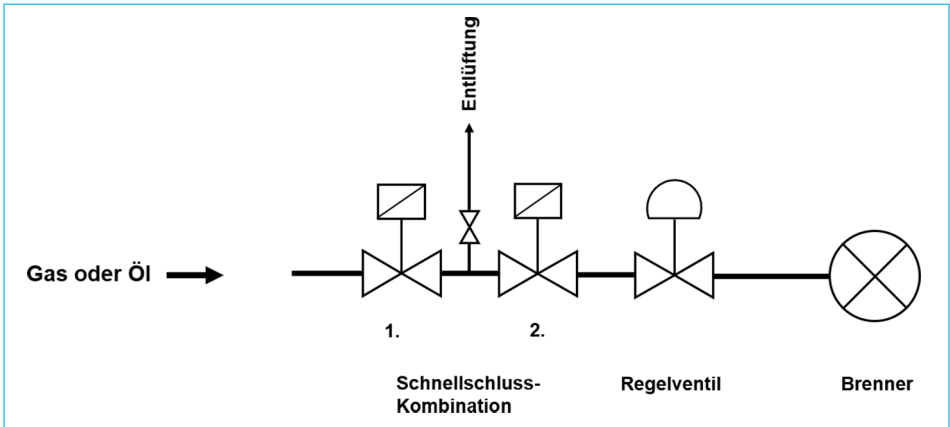 Entlüftung
Gas oder Öl
1.
2.
Schnellschluss-
Kombination
Regelventil
Brenner